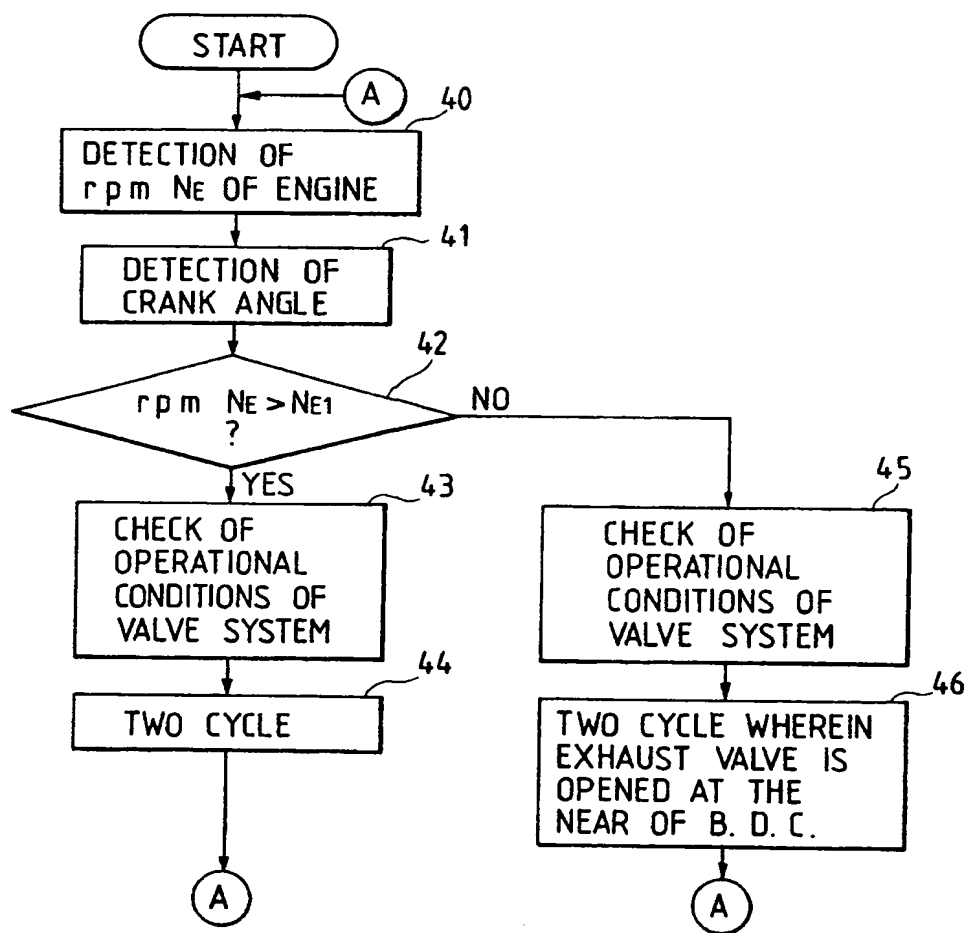 START
A
40
DETECTION OF
rpm NE OF ENGINE
41
DETECTION OF
CRANK ANGLE
42
rpm NE > NE1
?
NO
YES
43
CHECK OF
OPERATIONAL
CONDITIONS OF
VALVE SYSTEM
44
TWO CYCLE
A
45
CHECK OF
OPERATIONAL
CONDITIONS OF
VALVE SYSTEM
46
TWO CYCLE WHEREIN
EXHAUST VALVE IS
OPENED AT THE
NEAR OF B. D. C.
A